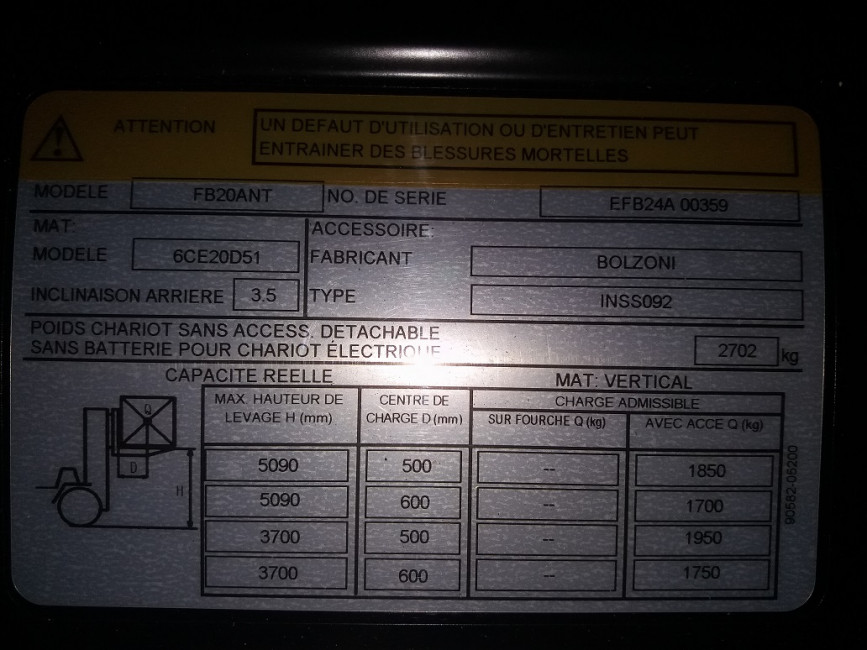 ATTENTION
UN DEFAUT D'UTILISATION OU D'ENTRETIEN PEUT
ENTRAINER DES BLESSURES MORTELLES
MODELE FB20ANT NO. DE SERIE EFB24A 00359
MAT:
MODELE 6CE20D51
INCLINAISON ARRIERE 3.5
ACCESSOIRE:
FABRICANT BOLZONI
TYPE INSS092
POIDS CHARIOT SANS ACCESS. DETACHABLE
SANS BATTERIE POUR CHARIOT ÉLECTRIQUE
2702 kg
CAPACITE REELLE MAT: VERTICAL
MAX. HAUTEUR DE
LEVAGE H (mm)
CENTRE DE
CHARGE D (mm)
CHARGE ADMISSIBLE
SUR FOURCHE Q (kg) AVEC ACCE Q (kg)
5090 500 -- 1850
5090 600 -- 1700
3700 500 -- 1950
3700 600 -- 1750
Q
D
H
90582-05200